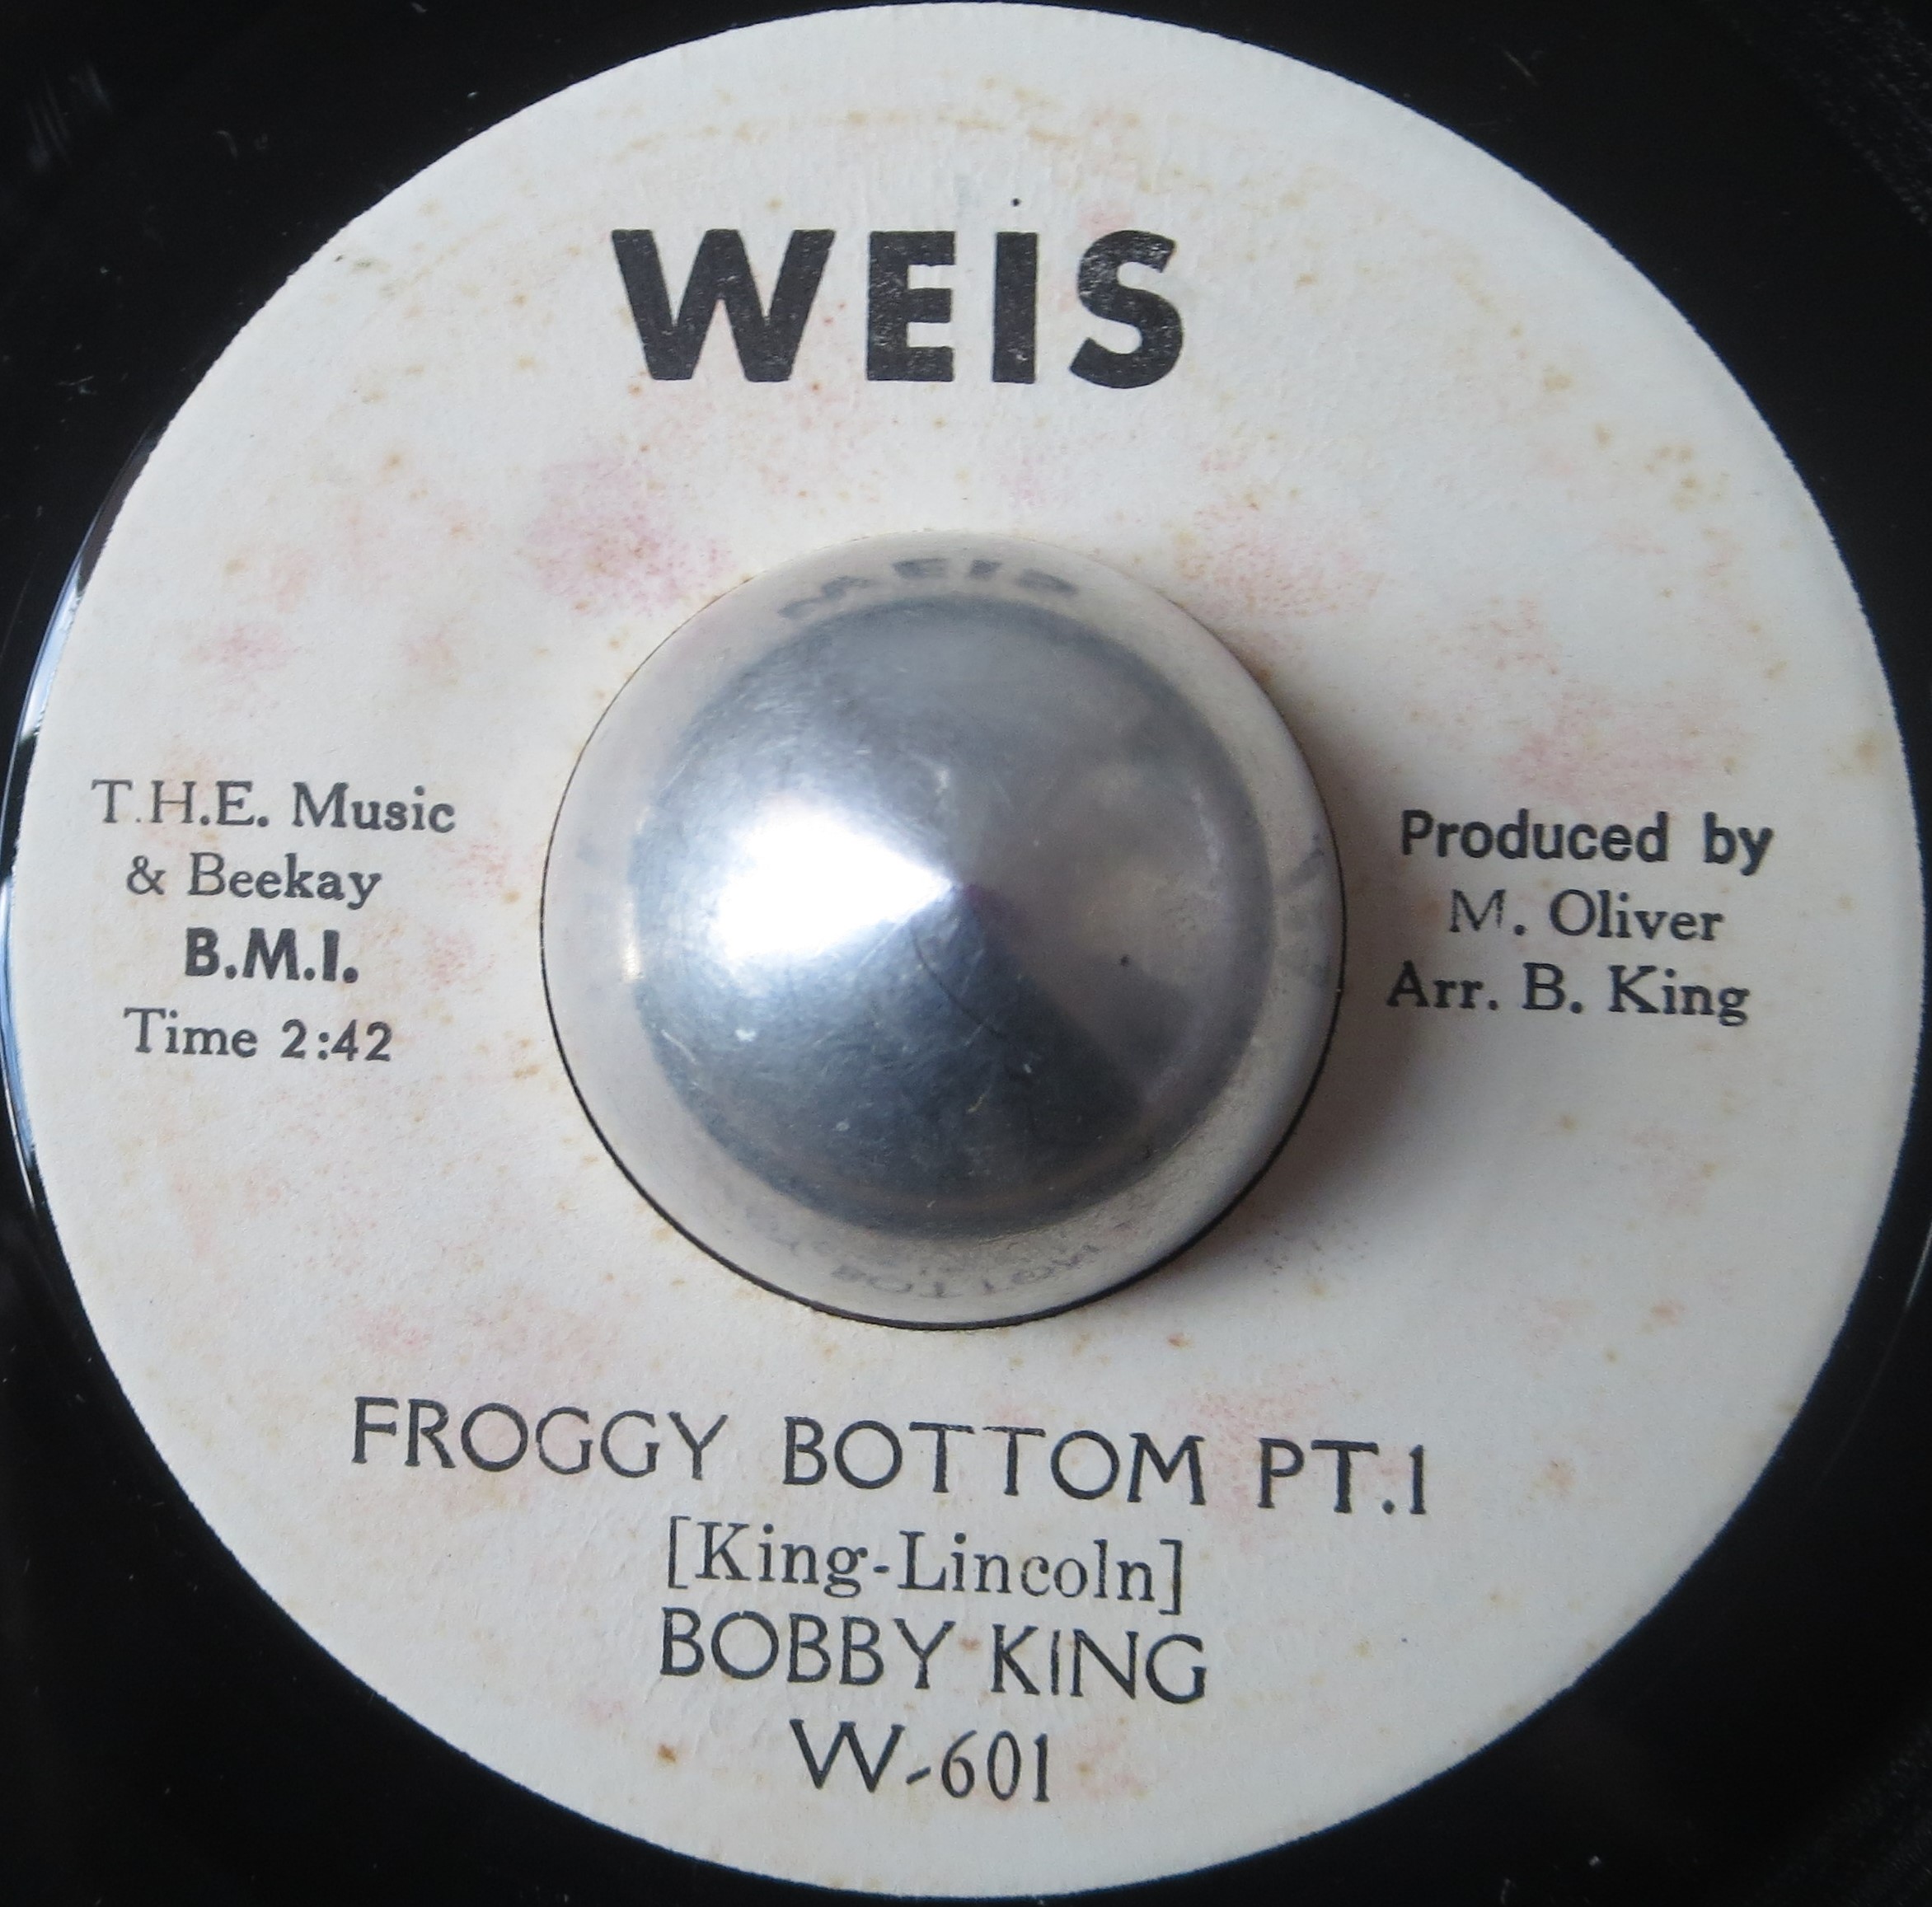 WEIS
T.H.E. Music
& Beekay
B.M.I.
Time 2:42
Produced by
M. Oliver
Arr. B. King
FROGGY BOTTOM PT.1
[King-Lincoln]
BOBBY KING
W-601